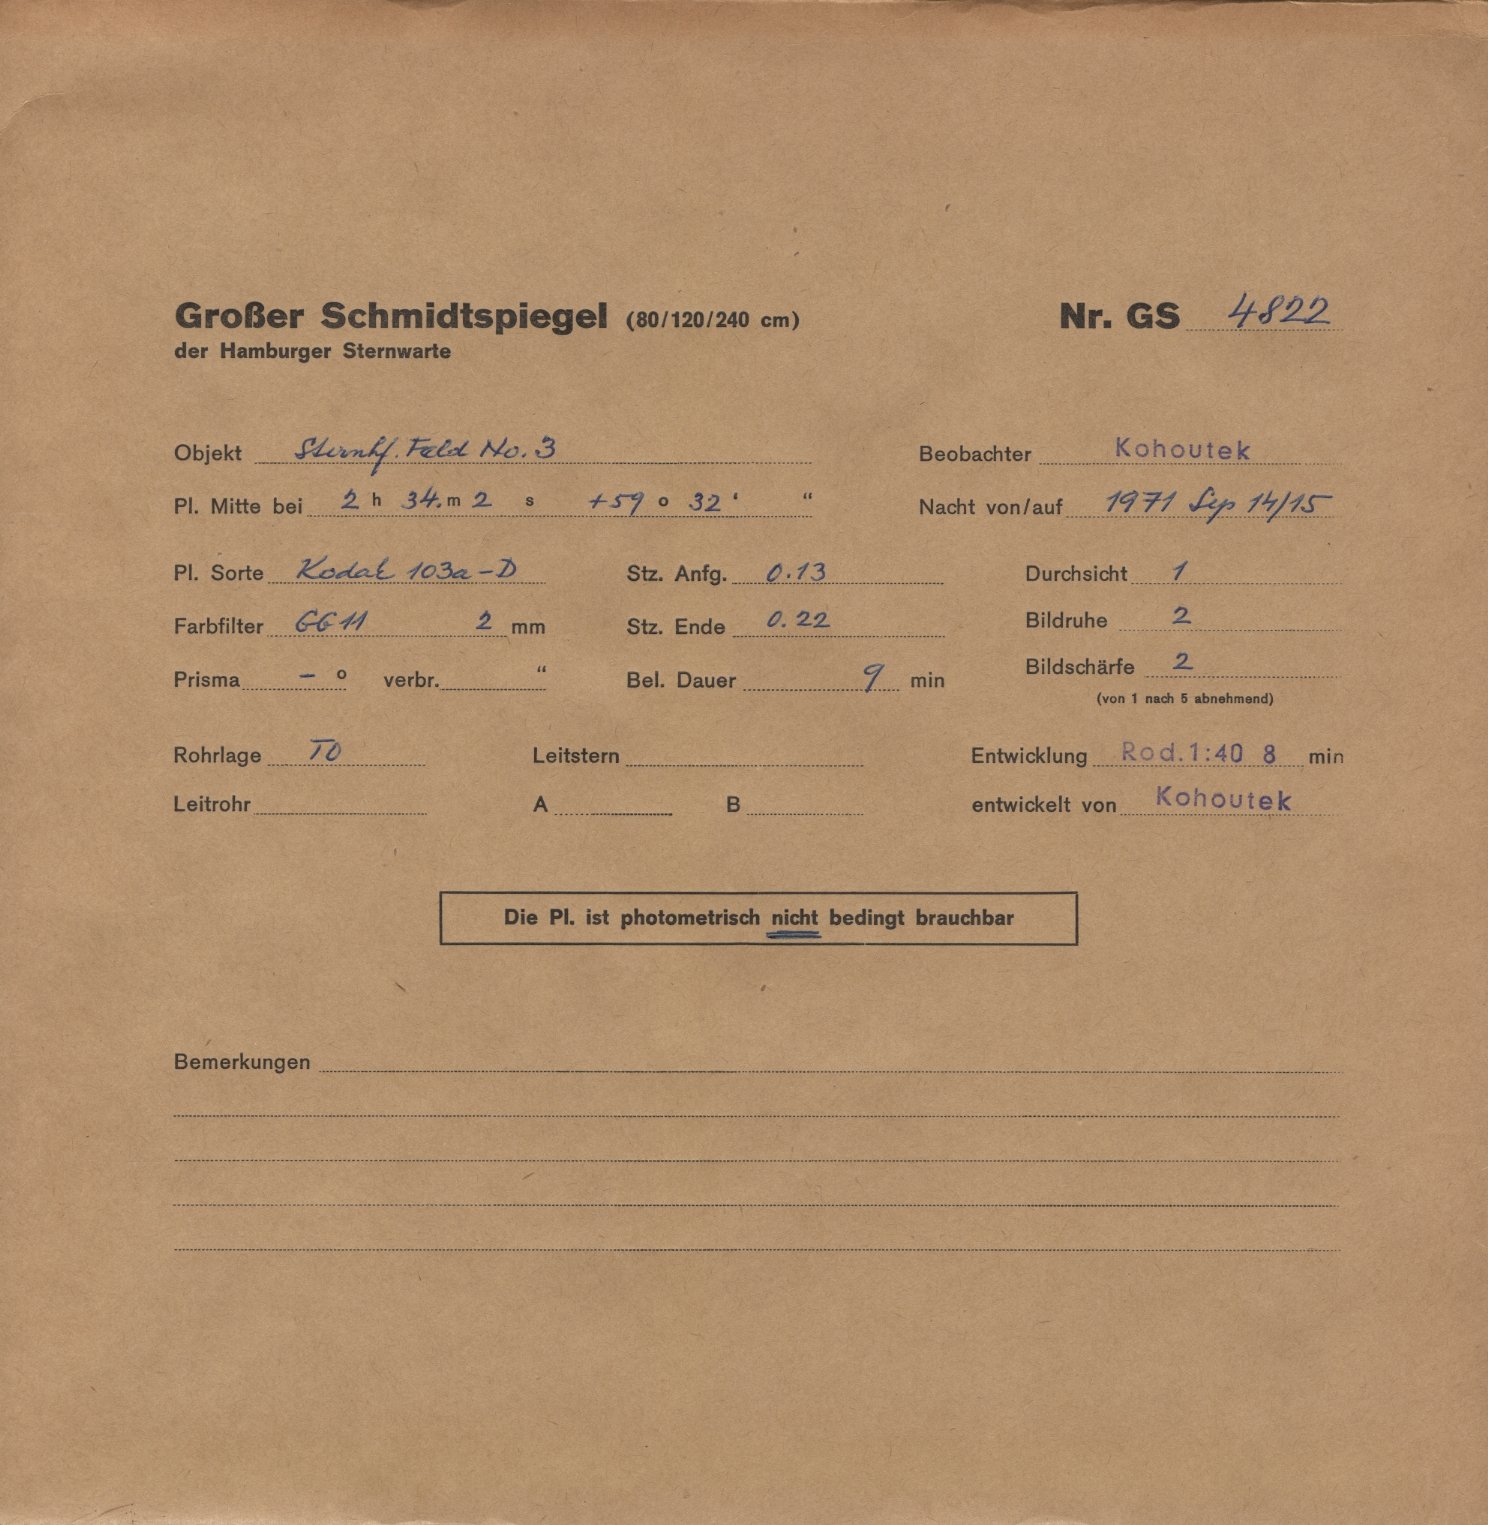 Großer Schmidtspiegel (80/120/240 cm) Nr. GS 4822
der Hamburger Sternwarte
Objekt Sternhf. Feld No. 3 Beobachter Kohoutek
Pl. Mitte bei 2 h 34. m 2 s +59 o 32 ' “ Nacht von/auf 1971 Sep 14/15
Pl. Sorte Kodak 103a-D Stz. Anfg. 0.13 Durchsicht 1
Farbfilter GG11 2 mm Stz. Ende 0.22 Bildruhe 2
Prisma – o verbr. “ Bel. Dauer 9 min Bildschärfe 2
(von 1 nach 5 abnehmend)
Rohrlage TO Leitstern Entwicklung Rod. 1:40 8 min
Leitrohr A B entwickelt von Kohoutek
Die Pl. ist photometrisch nicht bedingt brauchbar
Bemerkungen